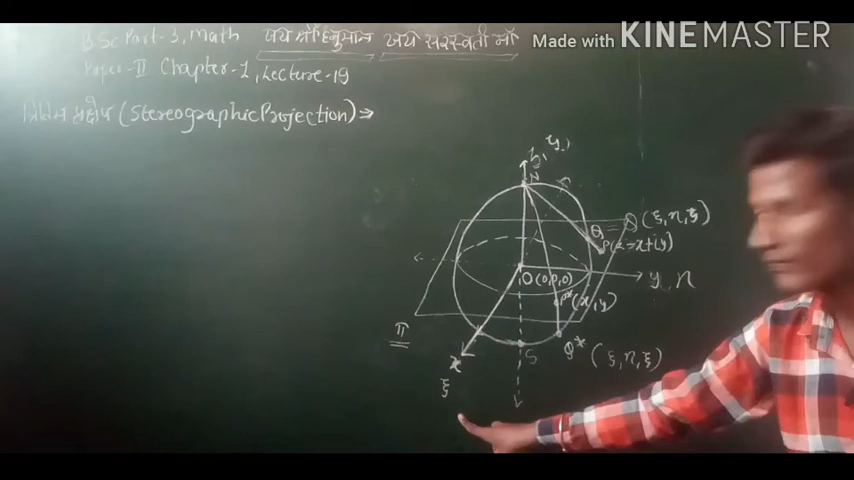 Made with KINEMASTER
B.Sc Part-3, Math जय श्री हनुमान जय सरस्वती माँ
Paper-II Chapter-1, Lecture-19
(Stereographic Projection) ⇒
N
Q (ξ, η, ξ)
P(z=x+iy)
O(0,0,0)
y, η
P*(x, y)
π
S
Q* (ξ, η, ξ)
x
ξ